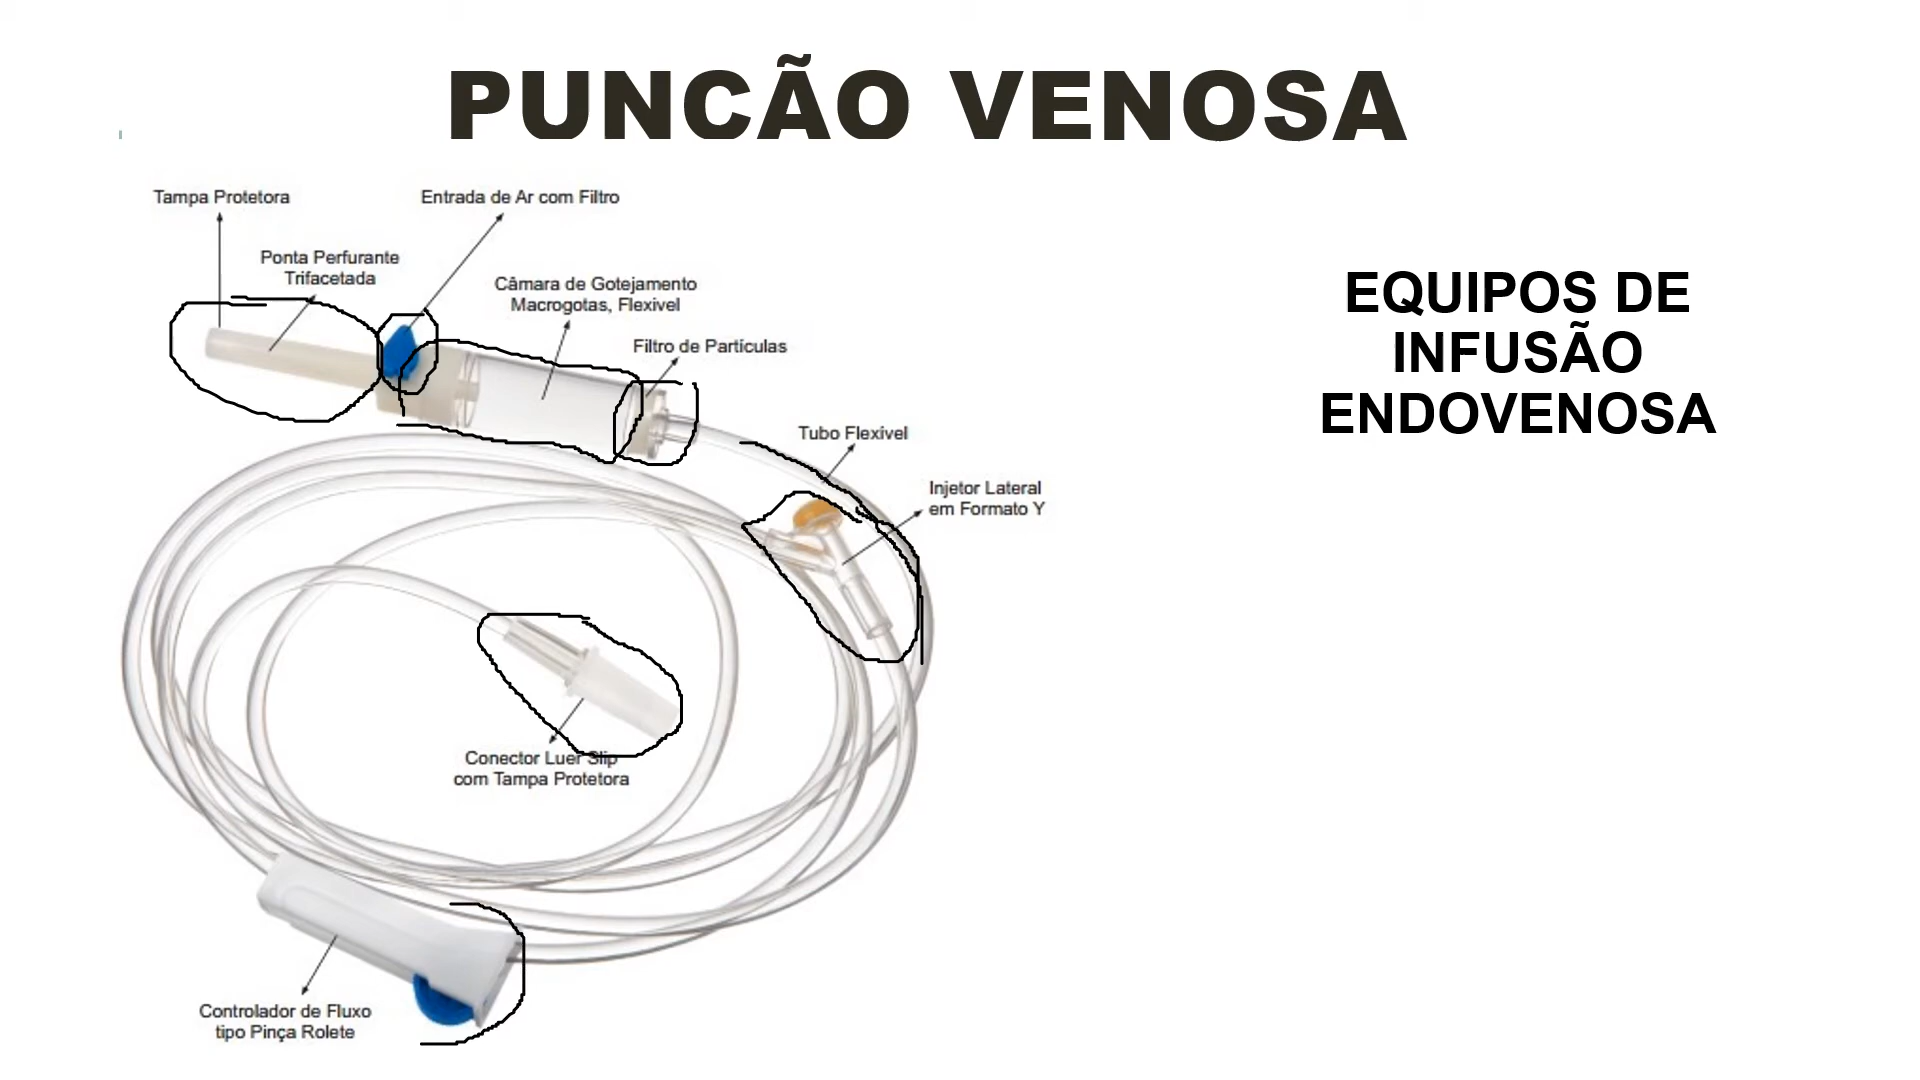 PUNCÃO VENOSA
Tampa Protetora
Entrada de Ar com Filtro
Ponta Perfurante
Trifacetada
Câmara de Gotejamento
Macrogotas, Flexivel
Filtro de Partículas
EQUIPOS DE
INFUSÃO
ENDOVENOSA
Tubo Flexível
Injetor Lateral
em Formato Y
Conector Luer Slip
com Tampa Protetora
Controlador de Fluxo
tipo Pinça Rolete